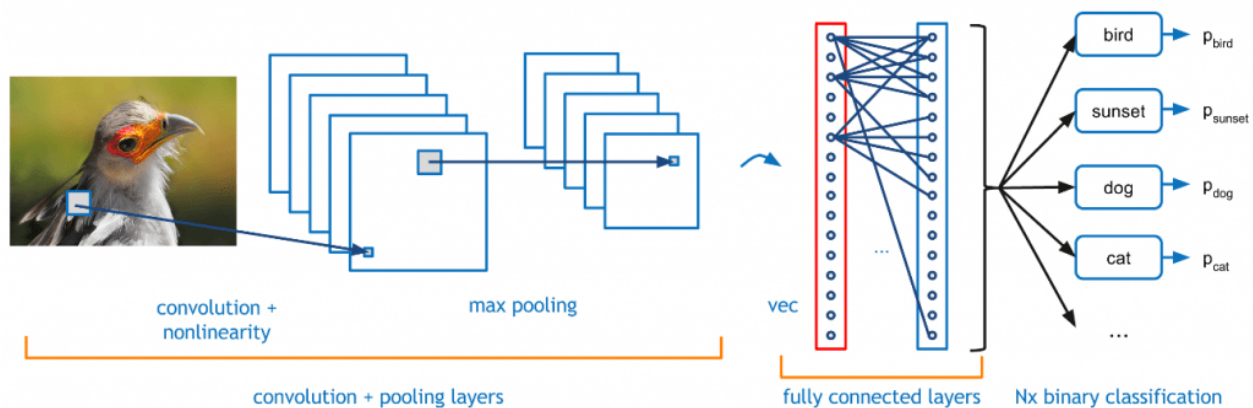 bird
p_bird
sunset
p_sunset
dog
p_dog
cat
p_cat
...
...
convolution +
nonlinearity
max pooling
vec
convolution + pooling layers
fully connected layers
Nx binary classification